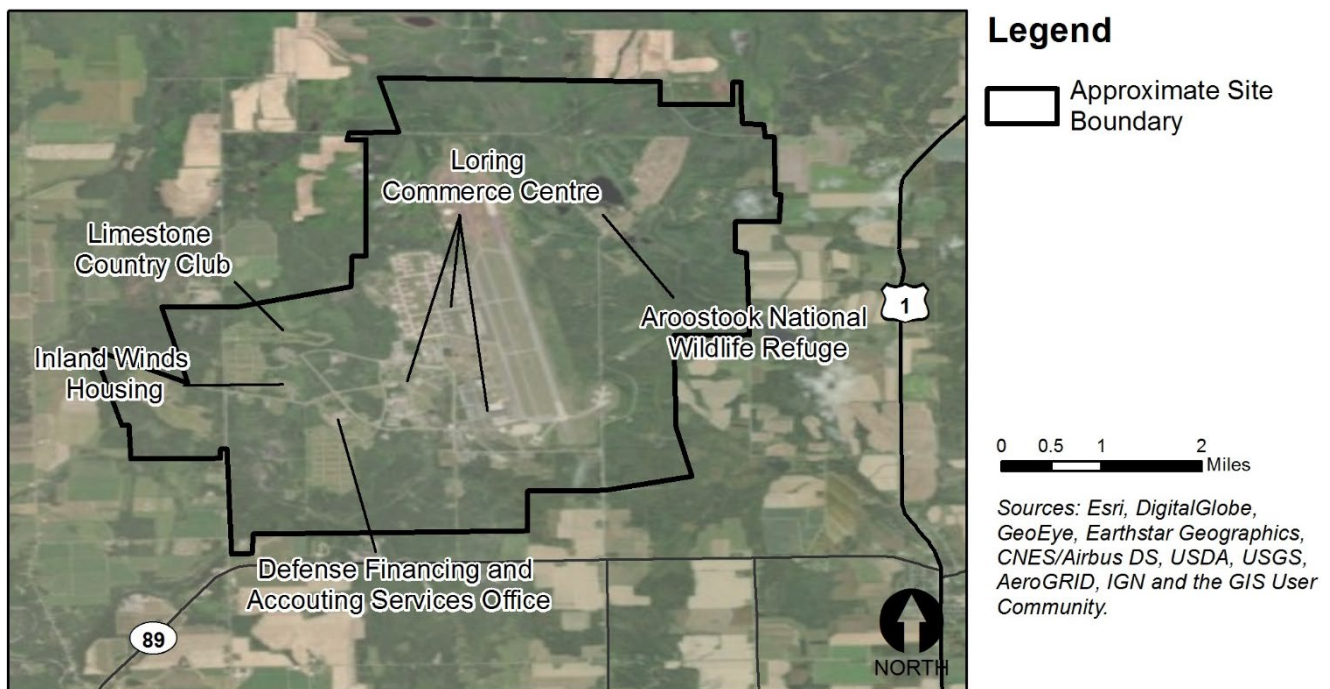 Legend
Approximate Site
Boundary
Loring
Commerce Centre
Limestone
Country Club
Inland Winds
Housing
Aroostook National
Wildlife Refuge
1
Defense Financing and
Accouting Services Office
89
NORTH
0 0.5 1 2
Miles
Sources: Esri, DigitalGlobe,
GeoEye, Earthstar Geographics,
CNES/Airbus DS, USDA, USGS,
AeroGRID, IGN and the GIS User
Community.